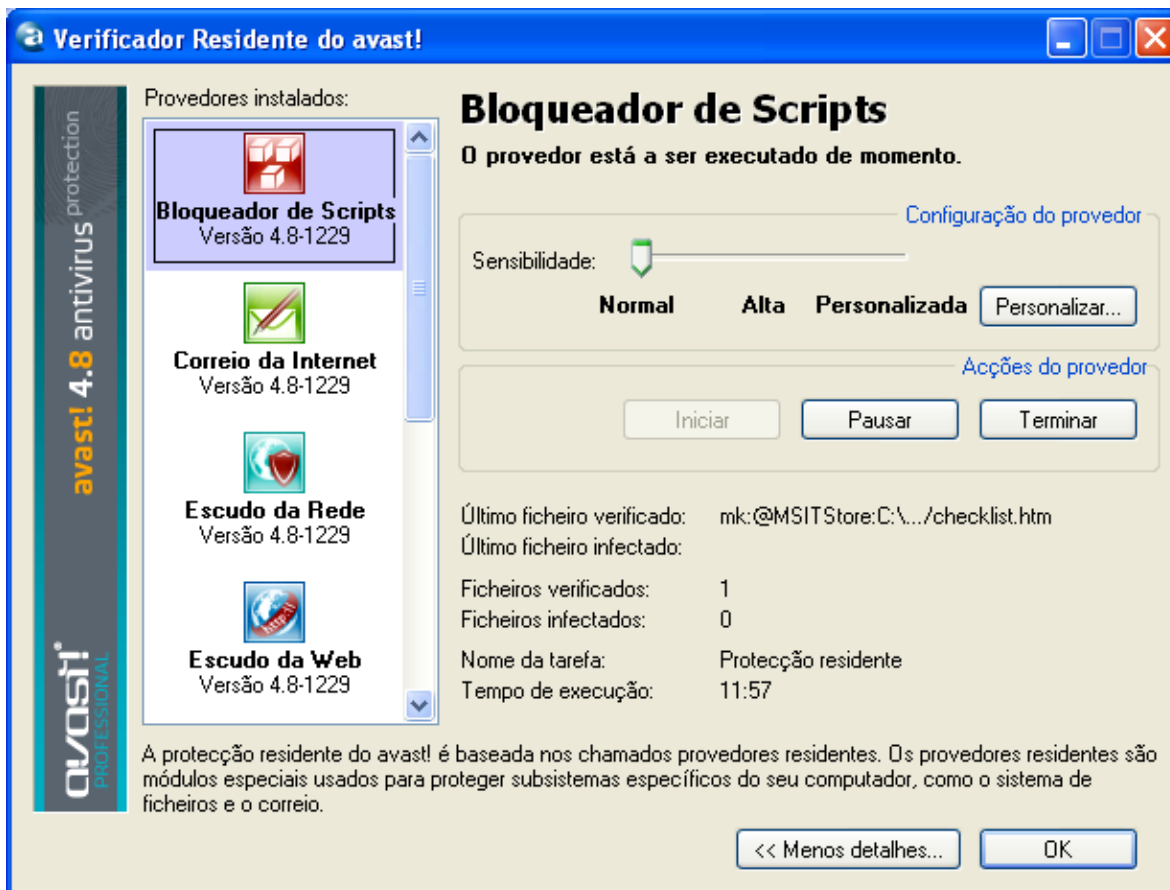 Verificador Residente do avast!
avast! 4.8 antivirus protection
avast!
PROFESSIONAL
Provedores instalados:
Bloqueador de Scripts
Versão 4.8-1229
Correio da Internet
Versão 4.8-1229
Escudo da Rede
Versão 4.8-1229
http://
Escudo da Web
Versão 4.8-1229
Bloqueador de Scripts
O provedor está a ser executado de momento.
Configuração do provedor
Sensibilidade:
Normal Alta Personalizada Personalizar...
Acções do provedor
Iniciar Pausar Terminar
Último ficheiro verificado: mk:@MSITStore:C:\.../checklist.htm
Último ficheiro infectado:
Ficheiros verificados: 1
Ficheiros infectados: 0
Nome da tarefa: Protecção residente
Tempo de execução: 11:57
A protecção residente do avast! é baseada nos chamados provedores residentes. Os provedores residentes são
módulos especiais usados para proteger subsistemas específicos do seu computador, como o sistema de
ficheiros e o correio.
<< Menos detalhes... OK